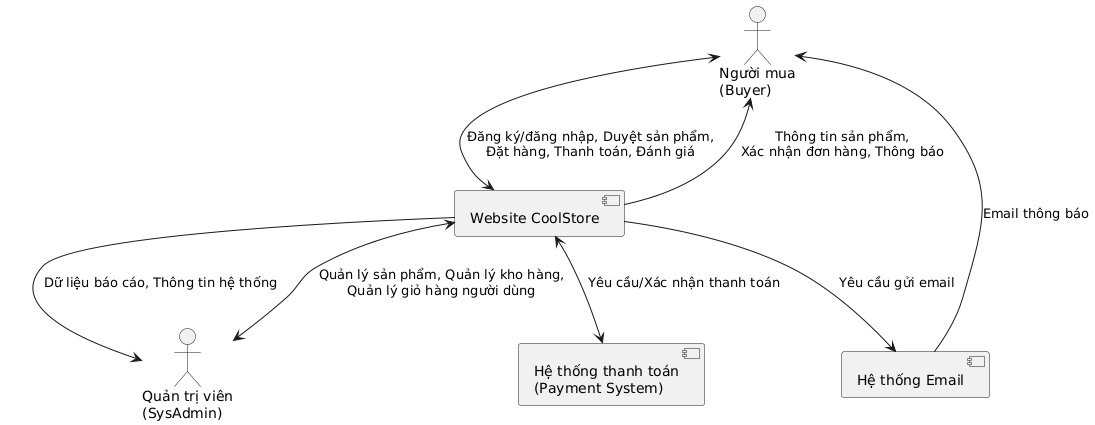 Người mua
(Buyer)
Đăng ký/đăng nhập, Duyệt sản phẩm,
Đặt hàng, Thanh toán, Đánh giá
Thông tin sản phẩm,
Xác nhận đơn hàng, Thông báo
Website CoolStore
Email thông báo
Dữ liệu báo cáo, Thông tin hệ thống
Quản lý sản phẩm, Quản lý kho hàng,
Quản lý giỏ hàng người dùng
Yêu cầu/Xác nhận thanh toán
Yêu cầu gửi email
Quản trị viên
(SysAdmin)
Hệ thống thanh toán
(Payment System)
Hệ thống Email